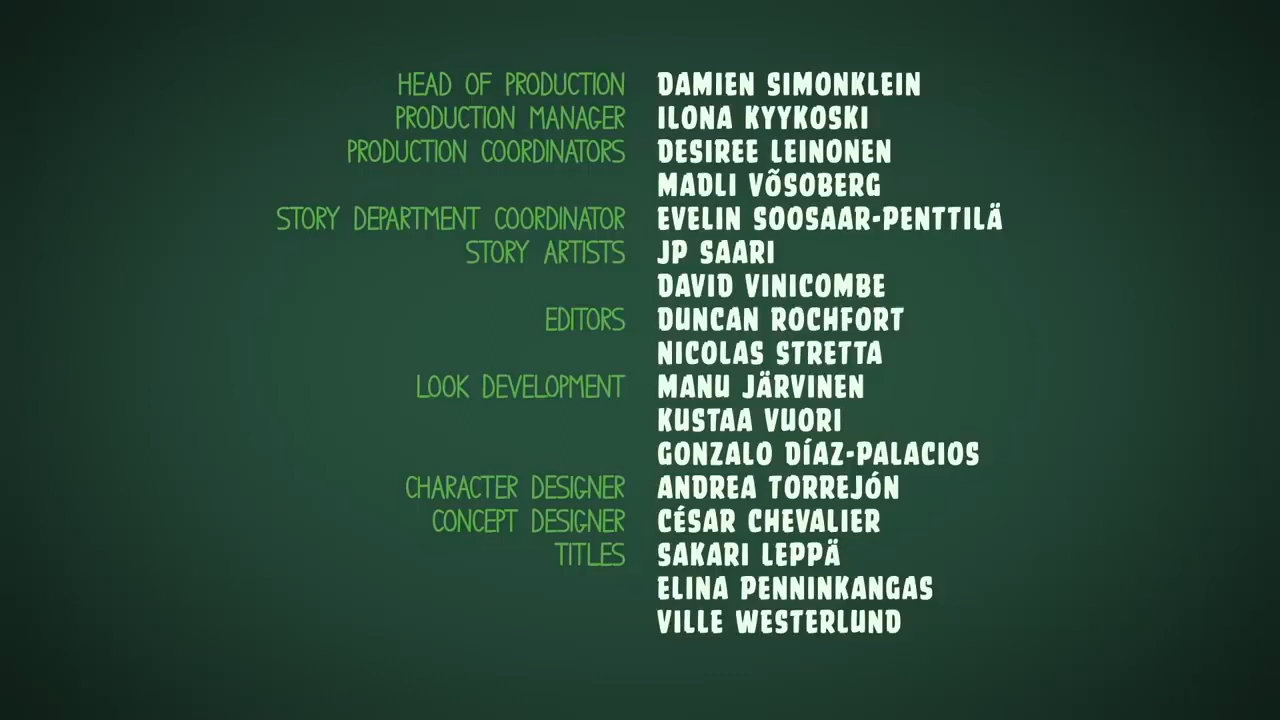 HEAD OF PRODUCTION DAMIEN SIMONKLEIN
PRODUCTION MANAGER ILONA KYYKOSKI
PRODUCTION COORDINATORS DESIREE LEINONEN
MADLI VÕSOBERG
STORY DEPARTMENT COORDINATOR EVELIN SOOSAAR-PENTTILÄ
STORY ARTISTS JP SAARI
DAVID VINICOMBE
EDITORS DUNCAN ROCHFORT
NICOLAS STRETTA
LOOK DEVELOPMENT MANU JÄRVINEN
KUSTAA VUORI
GONZALO DÍAZ-PALACIOS
CHARACTER DESIGNER ANDREA TORREJÓN
CONCEPT DESIGNER CÉSAR CHEVALIER
TITLES SAKARI LEPPÄ
ELINA PENNINKANGAS
VILLE WESTERLUND